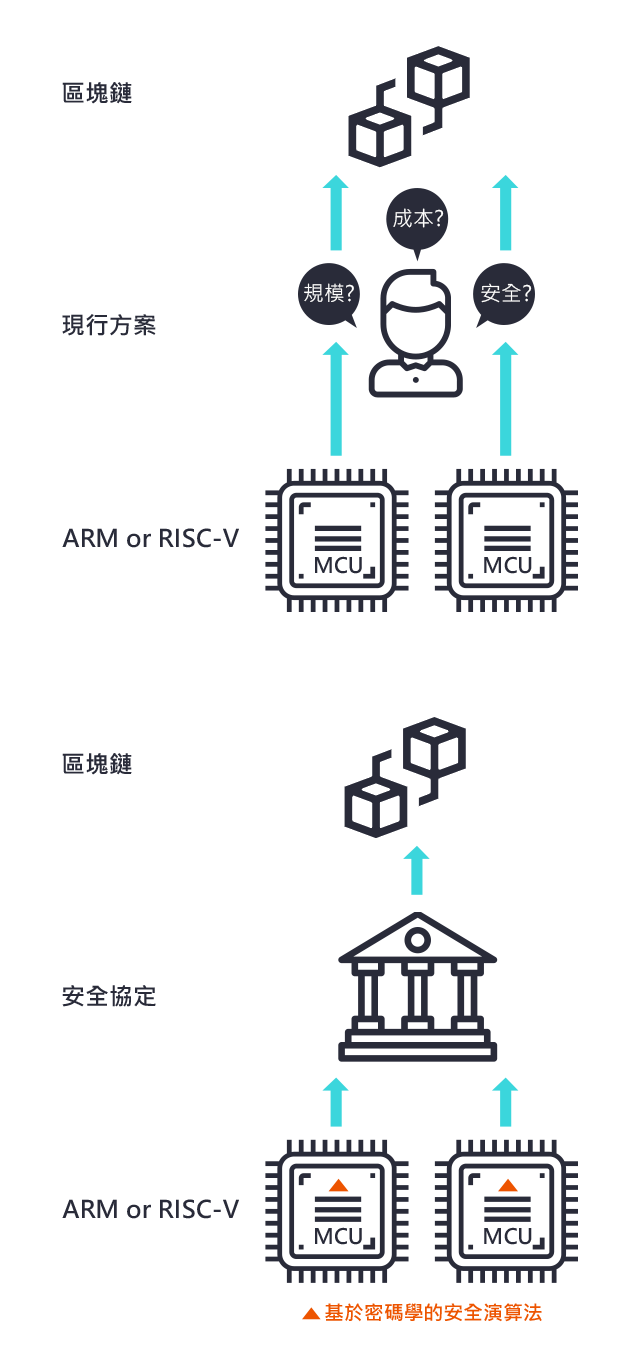 區塊鏈
成本?
規模?
安全?
現行方案
ARM or RISC-V
MCU
MCU
區塊鏈
安全協定
ARM or RISC-V
MCU
MCU
基於密碼學的安全演算法